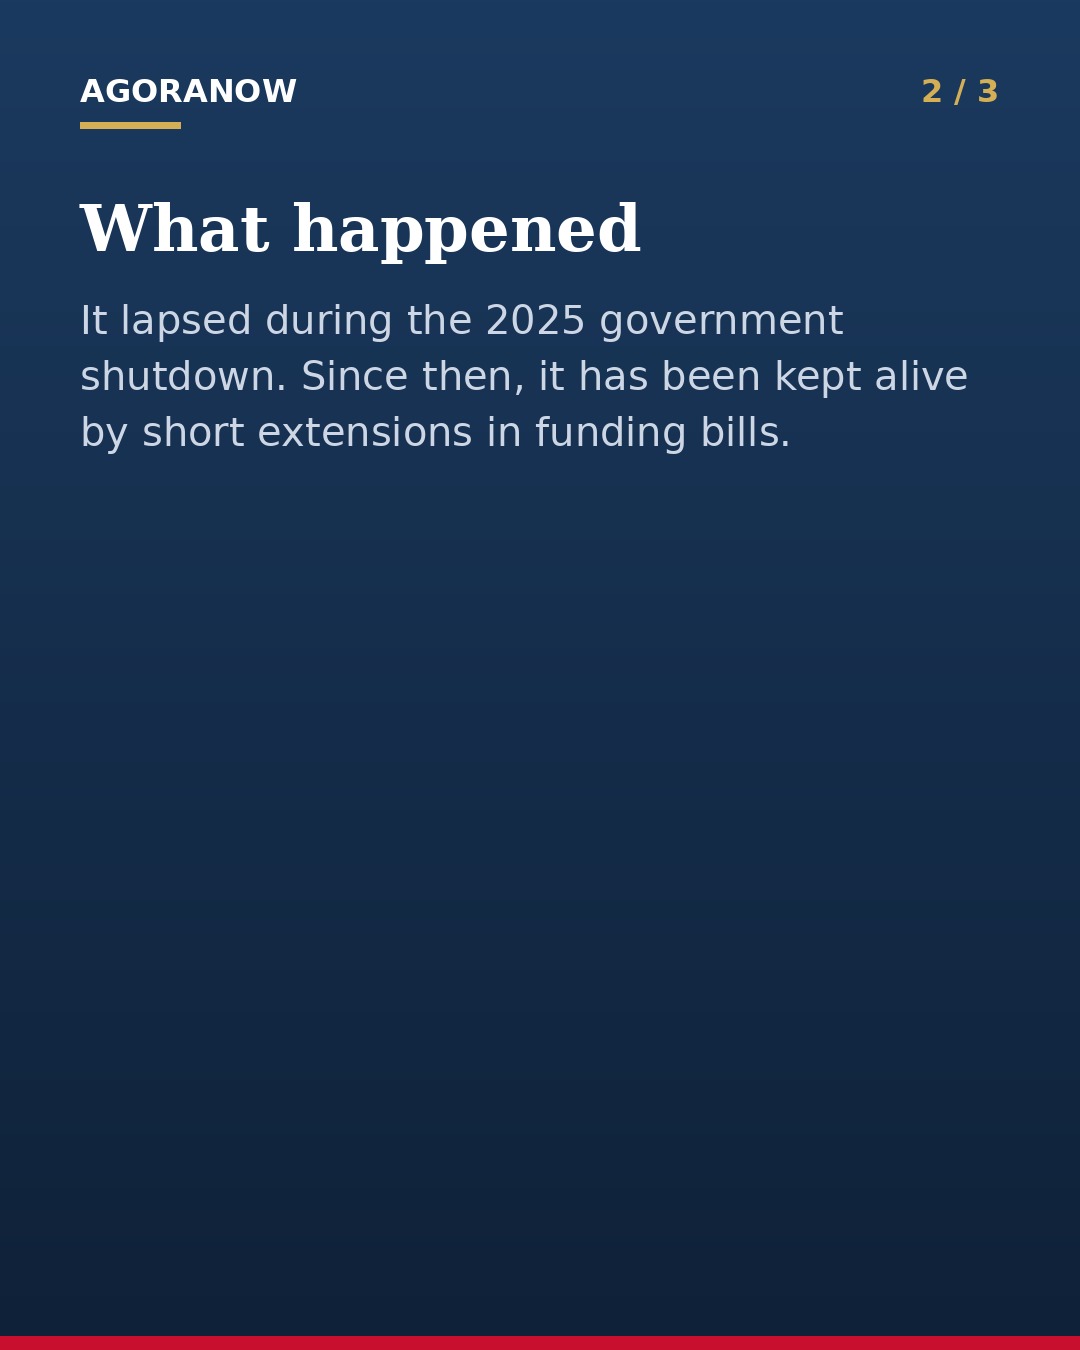 AGORANOW
2 / 3
What happened
It lapsed during the 2025 government
shutdown. Since then, it has been kept alive
by short extensions in funding bills.